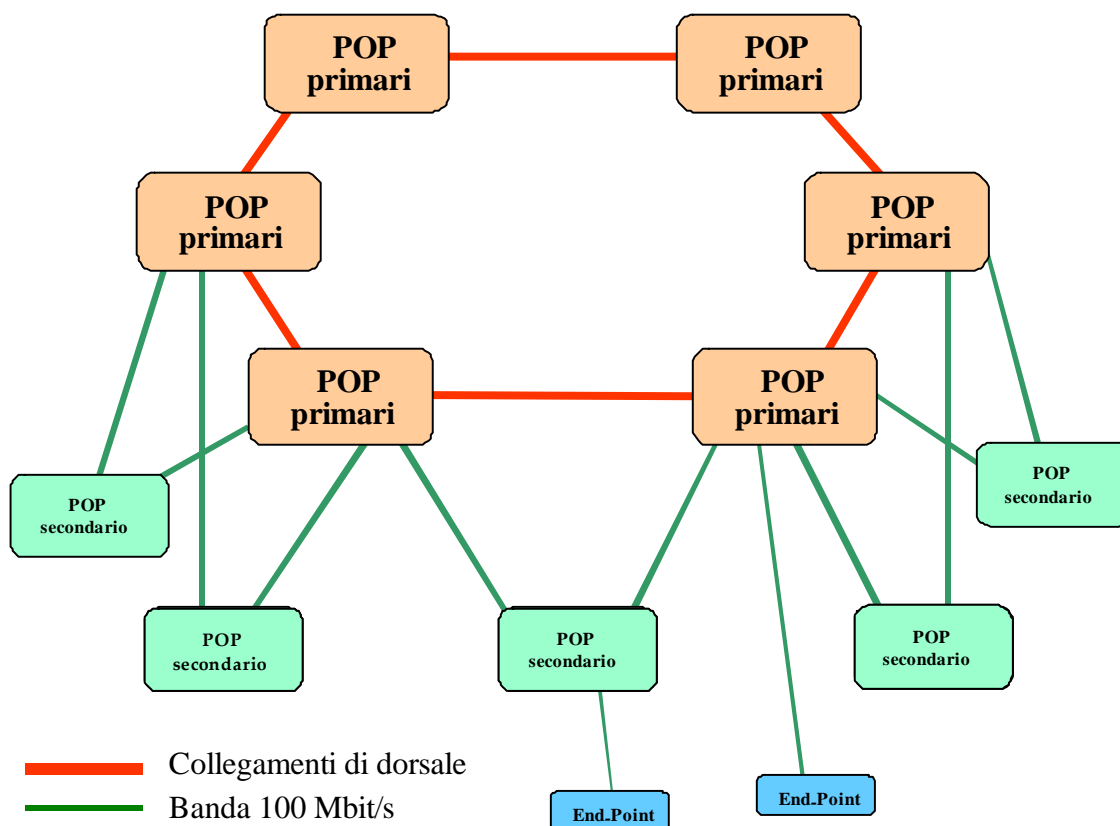 POP
primari
POP
primari
POP
primari
POP
primari
POP
primari
POP
primari
POP
secondario
POP
secondario
POP
secondario
POP
secondario
POP
secondario
Collegamenti di dorsale
Banda 100 Mbit/s
End-Point
End-Point